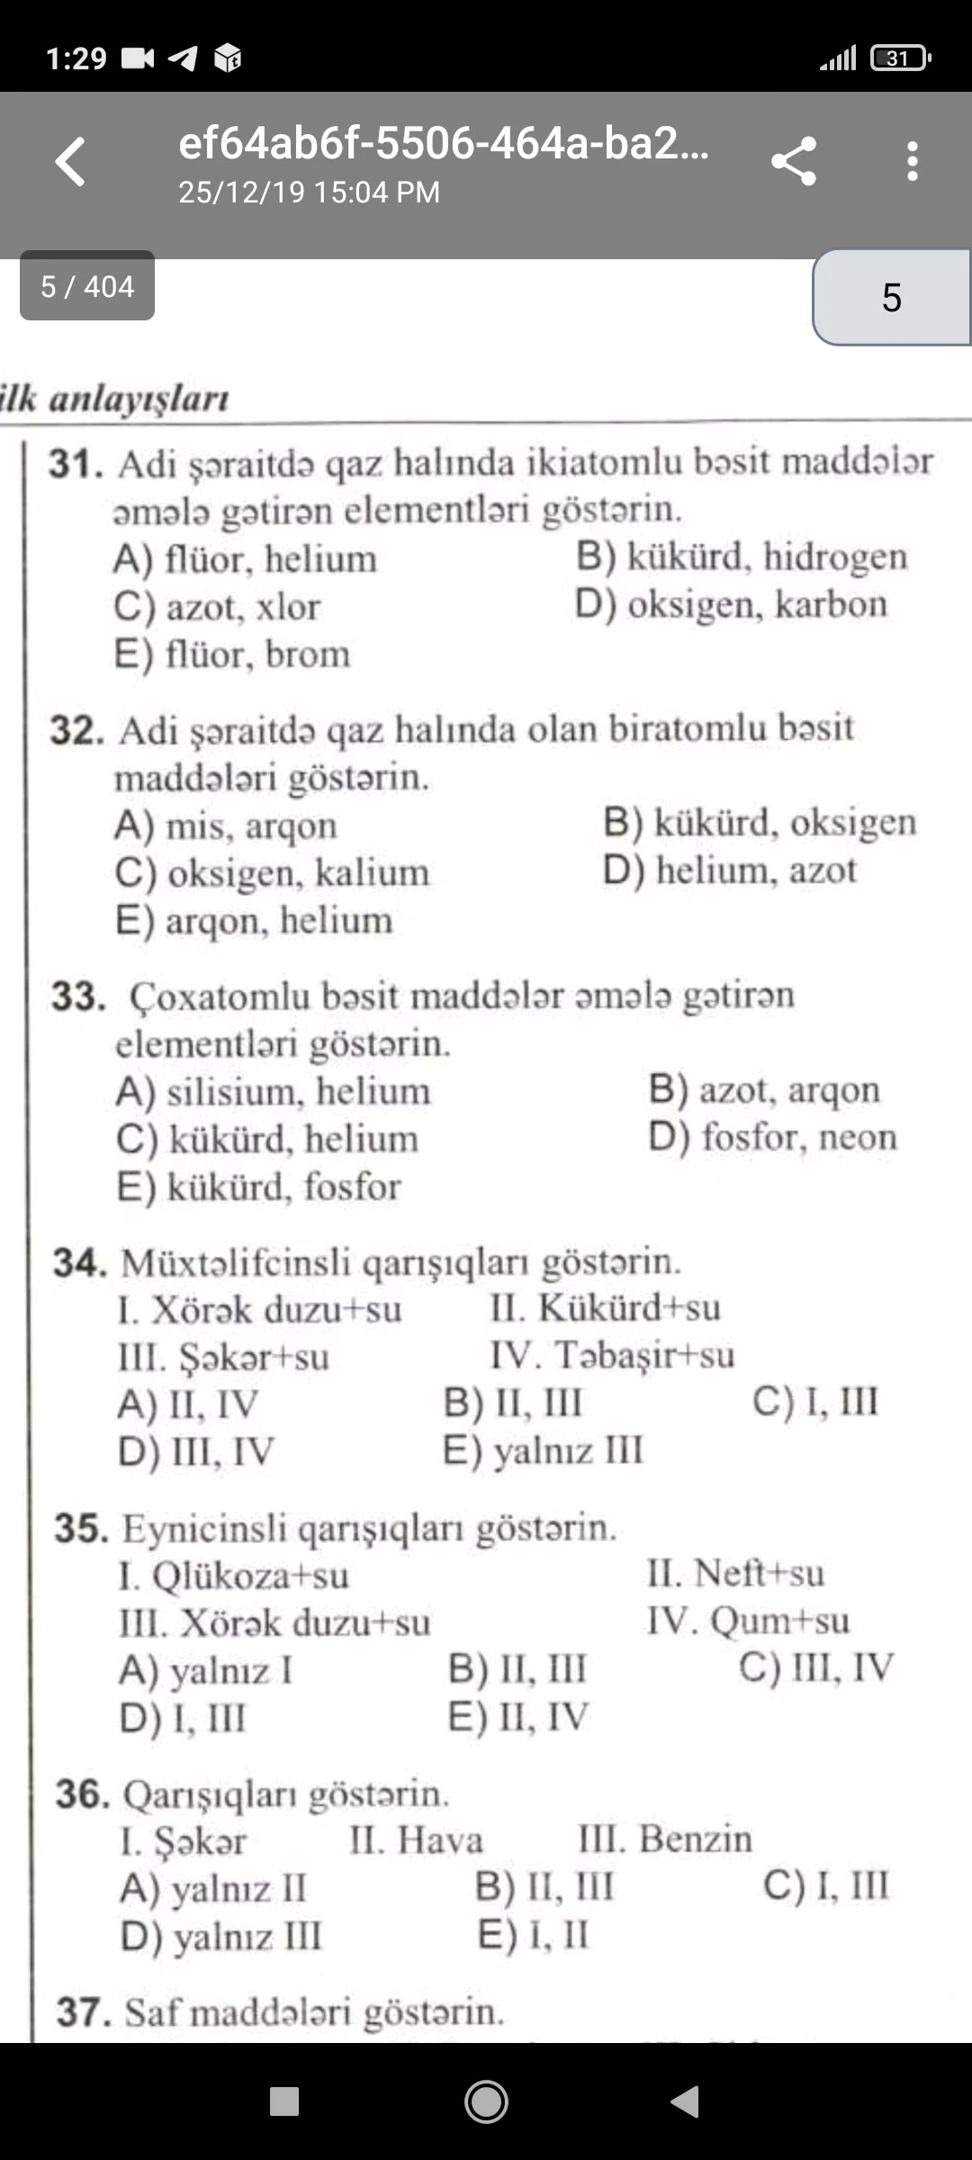 1:29
31
ef64ab6f-5506-464a-ba2...
25/12/19 15:04 PM
5 / 404
5
ilk anlayışları
31. Adi şəraitdə qaz halında ikiatomlu bəsit maddələr
əmələ gətirən elementləri göstərin.
A) flüor, helium B) kükürd, hidrogen
C) azot, xlor D) oksigen, karbon
E) flüor, brom
32. Adi şəraitdə qaz halında olan biratomlu bəsit
maddələri göstərin.
A) mis, arqon B) kükürd, oksigen
C) oksigen, kalium D) helium, azot
E) arqon, helium
33. Çoxatomlu bəsit maddələr əmələ gətirən
elementləri göstərin.
A) silisium, helium B) azot, arqon
C) kükürd, helium D) fosfor, neon
E) kükürd, fosfor
34. Müxtəlifcinsli qarışıqları göstərin.
I. Xörək duzu+su II. Kükürd+su
III. Şəkər+su IV. Təbaşir+su
A) II, IV B) II, III C) I, III
D) III, IV E) yalnız III
35. Eynicinsli qarışıqları göstərin.
I. Qlükoza+su II. Neft+su
III. Xörək duzu+su IV. Qum+su
A) yalnız I B) II, III C) III, IV
D) I, III E) II, IV
36. Qarışıqları göstərin.
I. Şəkər II. Hava III. Benzin
A) yalnız II B) II, III C) I, III
D) yalnız III E) I, II
37. Saf maddələri göstərin.